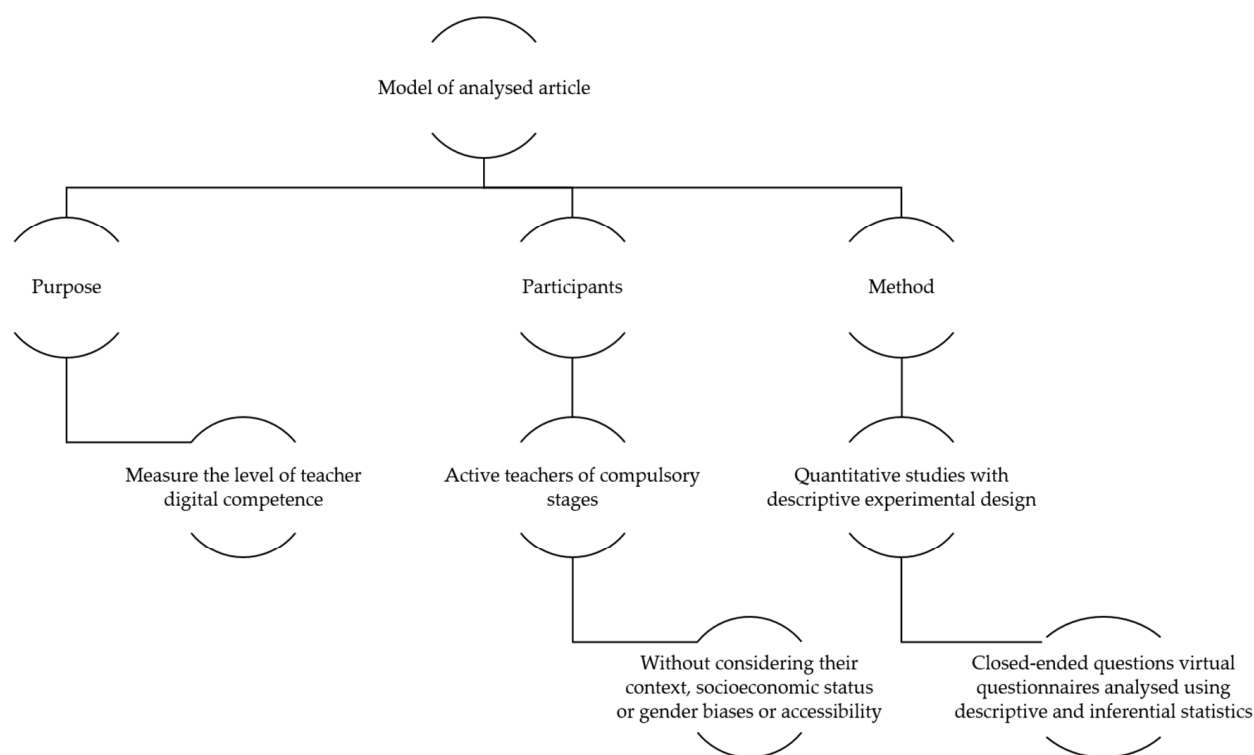 Model of analysed article
Purpose
Participants
Method
Measure the level of teacher
digital competence
Active teachers of compulsory
stages
Quantitative studies with
descriptive experimental design
Without considering their
context, socioeconomic status
or gender biases or accessibility
Closed-ended questions virtual
questionnaires analysed using
descriptive and inferential statistics